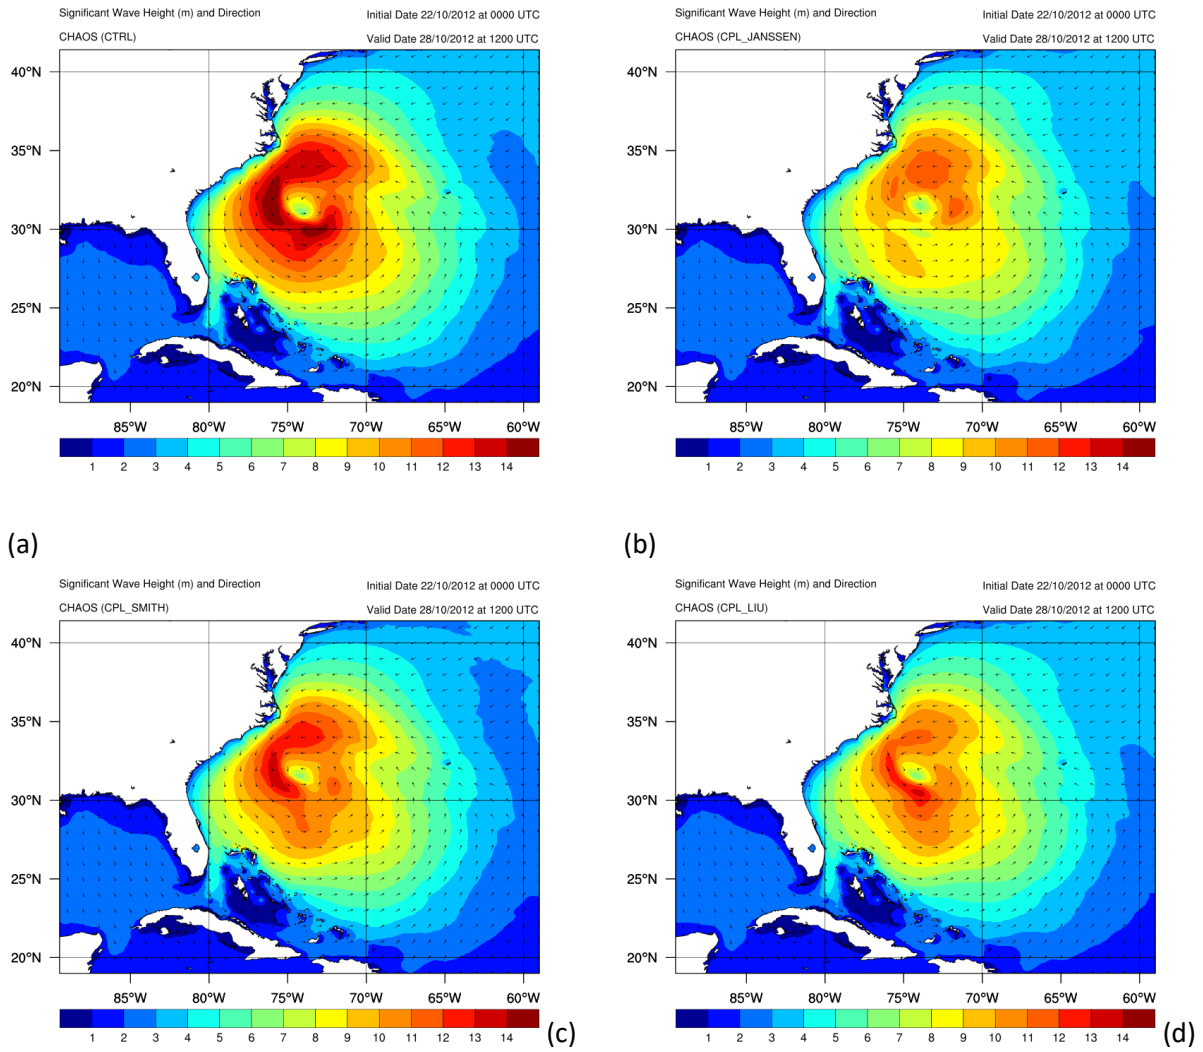 Significant Wave Height (m) and Direction Initial Date 22/10/2012 at 0000 UTC
CHAOS (CTRL) Valid Date 28/10/2012 at 1200 UTC
40°N
35°N
30°N
25°N
20°N
85°W 80°W 75°W 70°W 65°W 60°W
1 2 3 4 5 6 7 8 9 10 11 12 13 14
(a)
Significant Wave Height (m) and Direction Initial Date 22/10/2012 at 0000 UTC
CHAOS (CPL_JANSSEN) Valid Date 28/10/2012 at 1200 UTC
40°N
35°N
30°N
25°N
20°N
85°W 80°W 75°W 70°W 65°W 60°W
1 2 3 4 5 6 7 8 9 10 11 12 13 14
(b)
Significant Wave Height (m) and Direction Initial Date 22/10/2012 at 0000 UTC
CHAOS (CPL_SMITH) Valid Date 28/10/2012 at 1200 UTC
40°N
35°N
30°N
25°N
20°N
85°W 80°W 75°W 70°W 65°W 60°W
1 2 3 4 5 6 7 8 9 10 11 12 13 14
(c)
Significant Wave Height (m) and Direction Initial Date 22/10/2012 at 0000 UTC
CHAOS (CPL_LIU) Valid Date 28/10/2012 at 1200 UTC
40°N
35°N
30°N
25°N
20°N
85°W 80°W 75°W 70°W 65°W 60°W
1 2 3 4 5 6 7 8 9 10 11 12 13 14
(d)